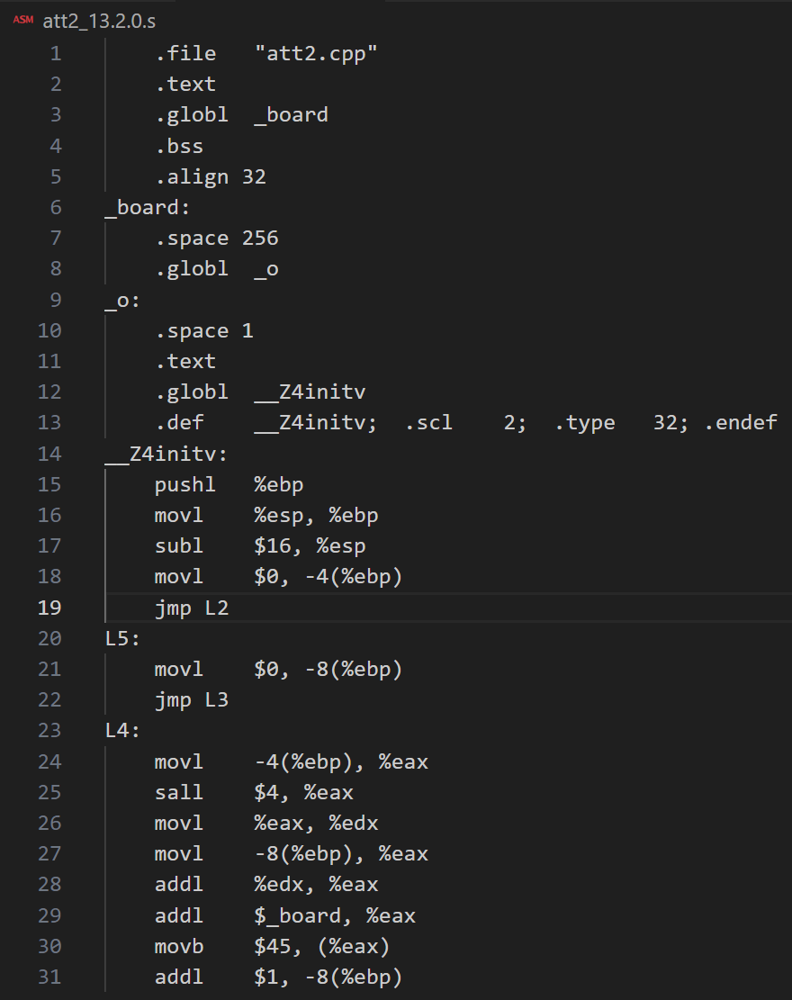 ASM att2_13.2.0.s
1 .file "att2.cpp"
2 .text
3 .globl _board
4 .bss
5 .align 32
6 _board:
7 .space 256
8 .globl _o
9 _o:
10 .space 1
11 .text
12 .globl __Z4initv
13 .def __Z4initv; .scl 2; .type 32; .endef
14 __Z4initv:
15 pushl %ebp
16 movl %esp, %ebp
17 subl $16, %esp
18 movl $0, -4(%ebp)
19 jmp L2
20 L5:
21 movl $0, -8(%ebp)
22 jmp L3
23 L4:
24 movl -4(%ebp), %eax
25 sall $4, %eax
26 movl %eax, %edx
27 movl -8(%ebp), %eax
28 addl %edx, %eax
29 addl $_board, %eax
30 movb $45, (%eax)
31 addl $1, -8(%ebp)